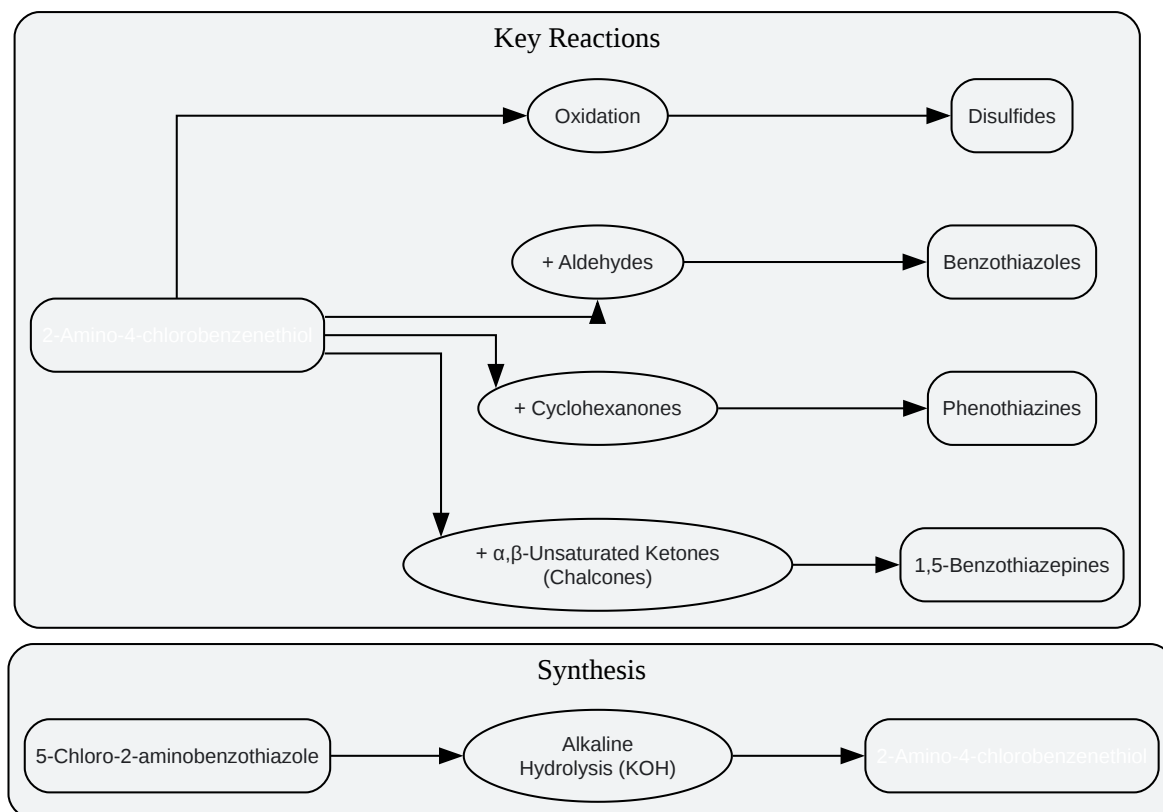 Key Reactions
Oxidation
Disulfides
+ Aldehydes
Benzothiazoles
2-Amino-4-chlorobenzenethiol
+ Cyclohexanones
Phenothiazines
+ α,β-Unsaturated Ketones
(Chalcones)
1,5-Benzothiazepines
Synthesis
5-Chloro-2-aminobenzothiazole
Alkaline
Hydrolysis (KOH)
2-Amino-4-chlorobenzenethiol